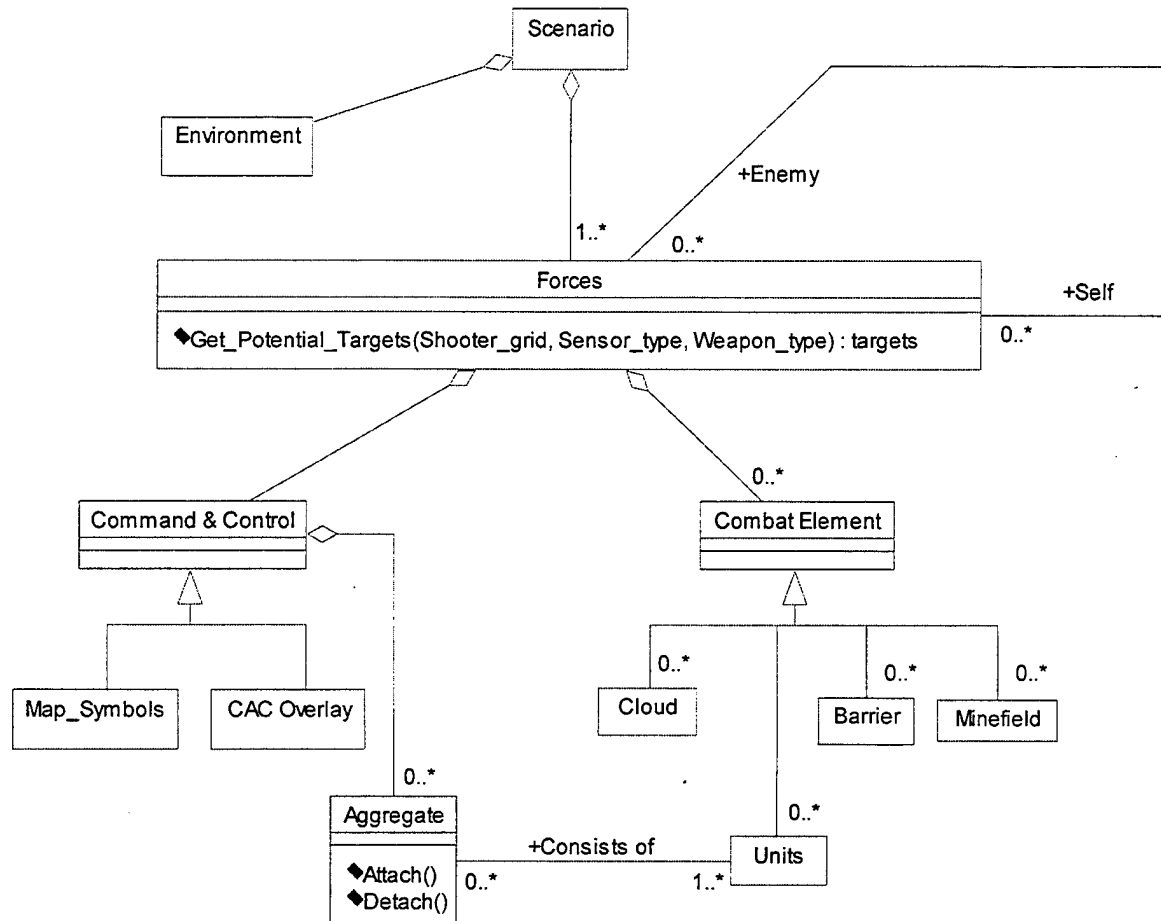 Scenario
Environment
+Enemy
1..*
0..*
Forces
+Self
◆Get_Potential_Targets(Shooter_grid, Sensor_type, Weapon_type) : targets
0..*
0..*
Command & Control
Combat Element
0..*
0..*
0..*
Map_Symbols
CAC Overlay
Cloud
Barrier
Minefield
0..*
0..*
Aggregate
+Consists of
Units
◆Attach()
0..*
1..*
◆Detach()